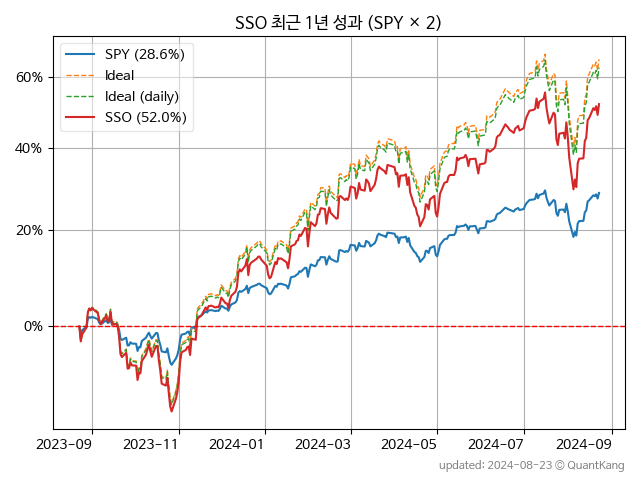 SSO 최근 1년 성과 (SPY × 2)
SPY (28.6%)
Ideal
Ideal (daily)
SSO (52.0%)
60%
40%
20%
0%
2023-09 2023-11 2024-01 2024-03 2024-05 2024-07 2024-09
updated: 2024-08-23 © QuantKang